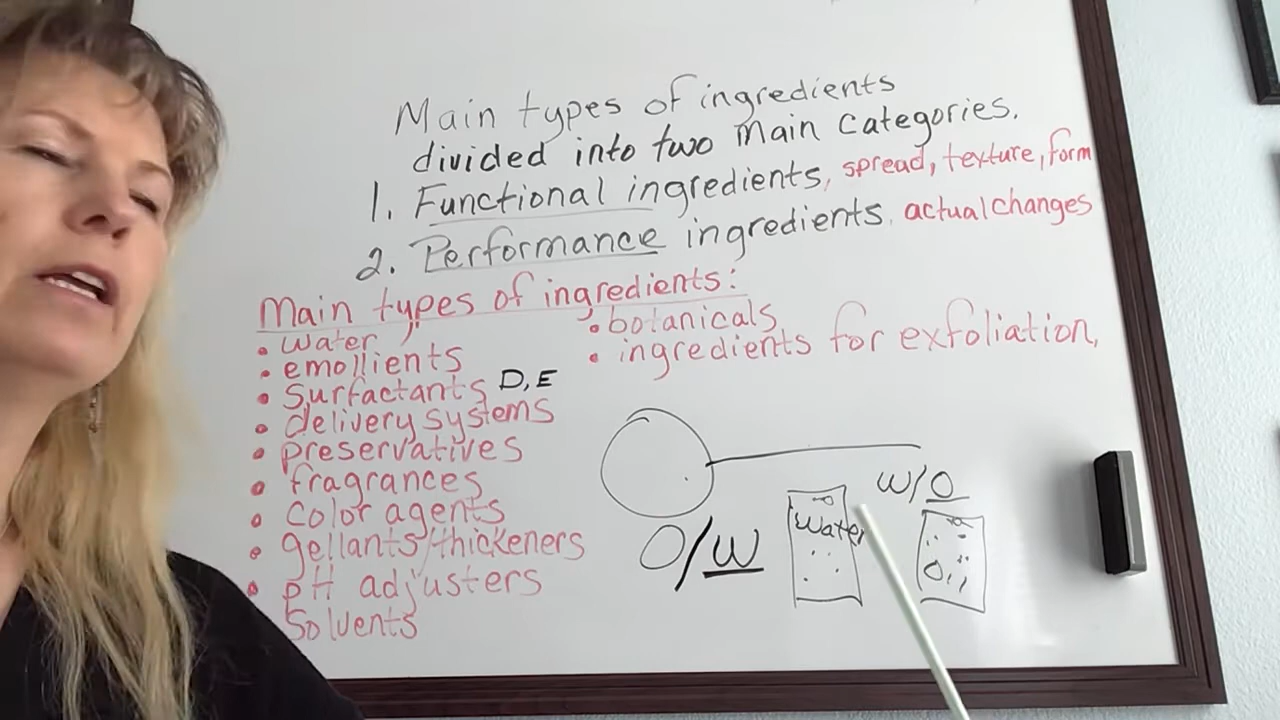 Main types of ingredients
divided into two main categories.
1. Functional ingredients, spread, texture, form
2. Performance ingredients. actual changes
Main types of ingredients:
• water
• emollients
• surfactants D, E
• delivery systems
• preservatives
• fragrances
• color agents
• gellants/thickeners
• pH adjusters
Solvents
• botanicals
• ingredients for exfoliation,
O/W
Water
W/O
Oil